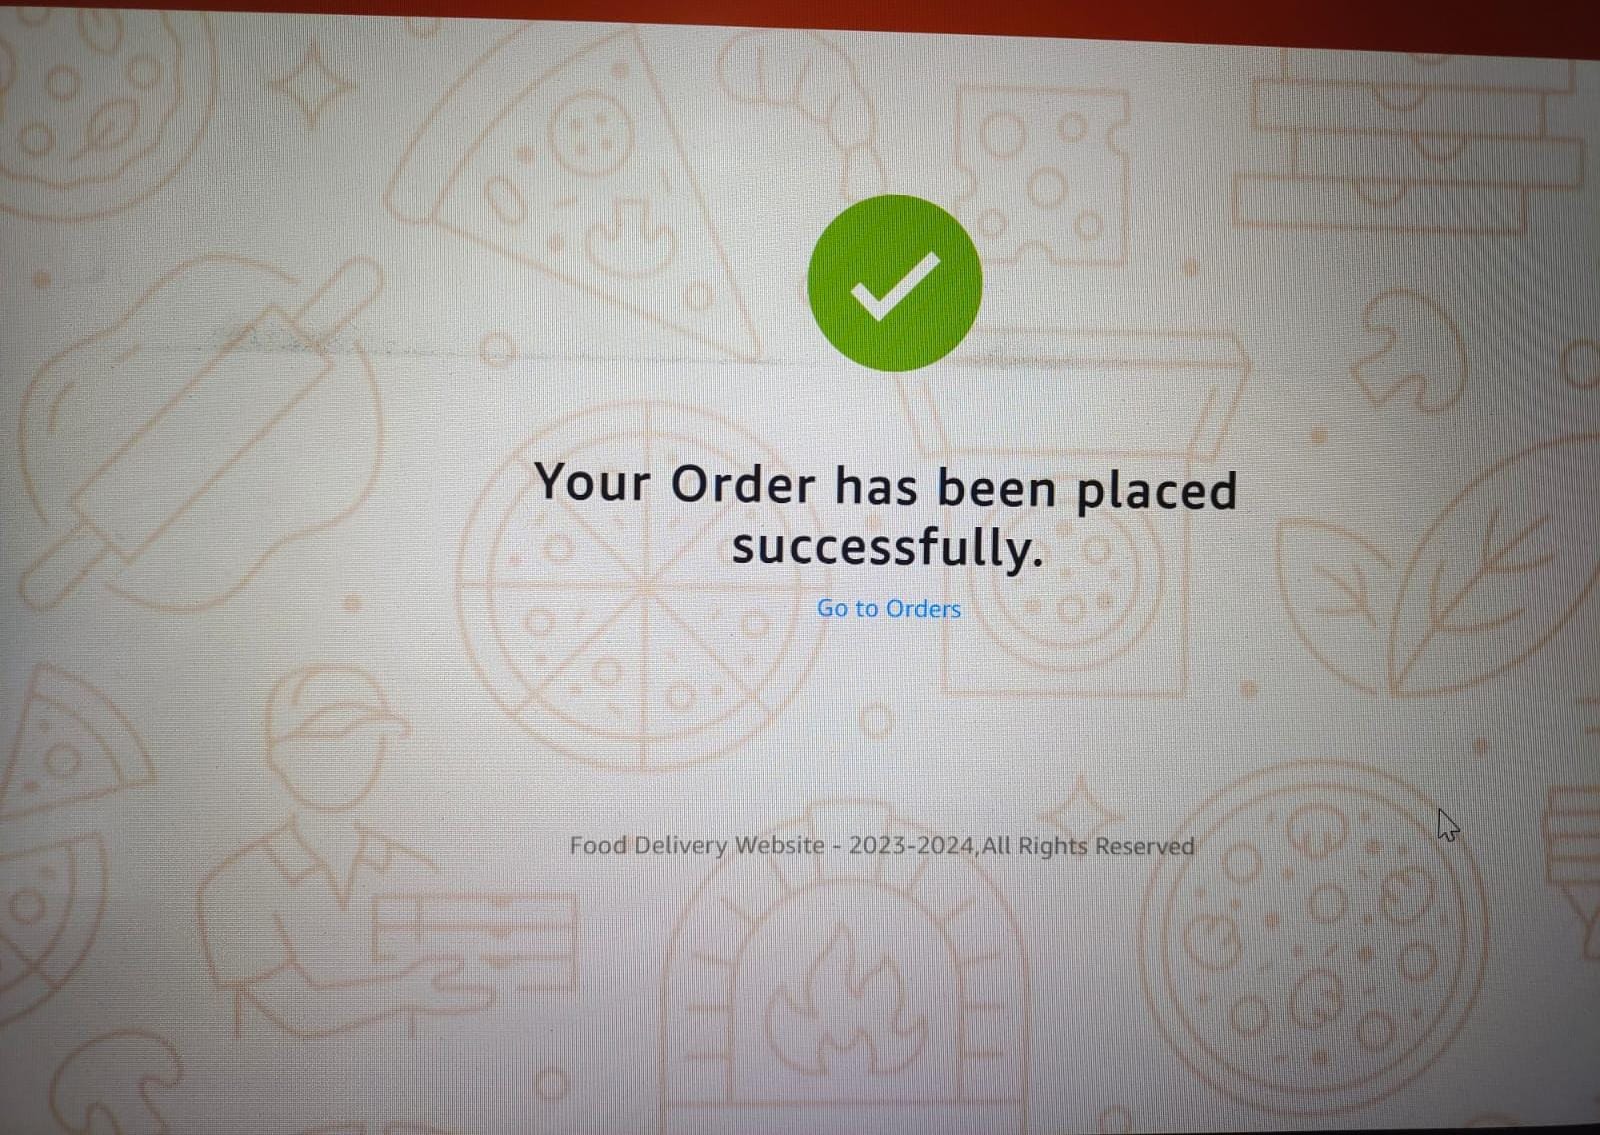 Your Order has been placed
successfully.
Go to Orders
Food Delivery Website - 2023-2024,All Rights Reserved